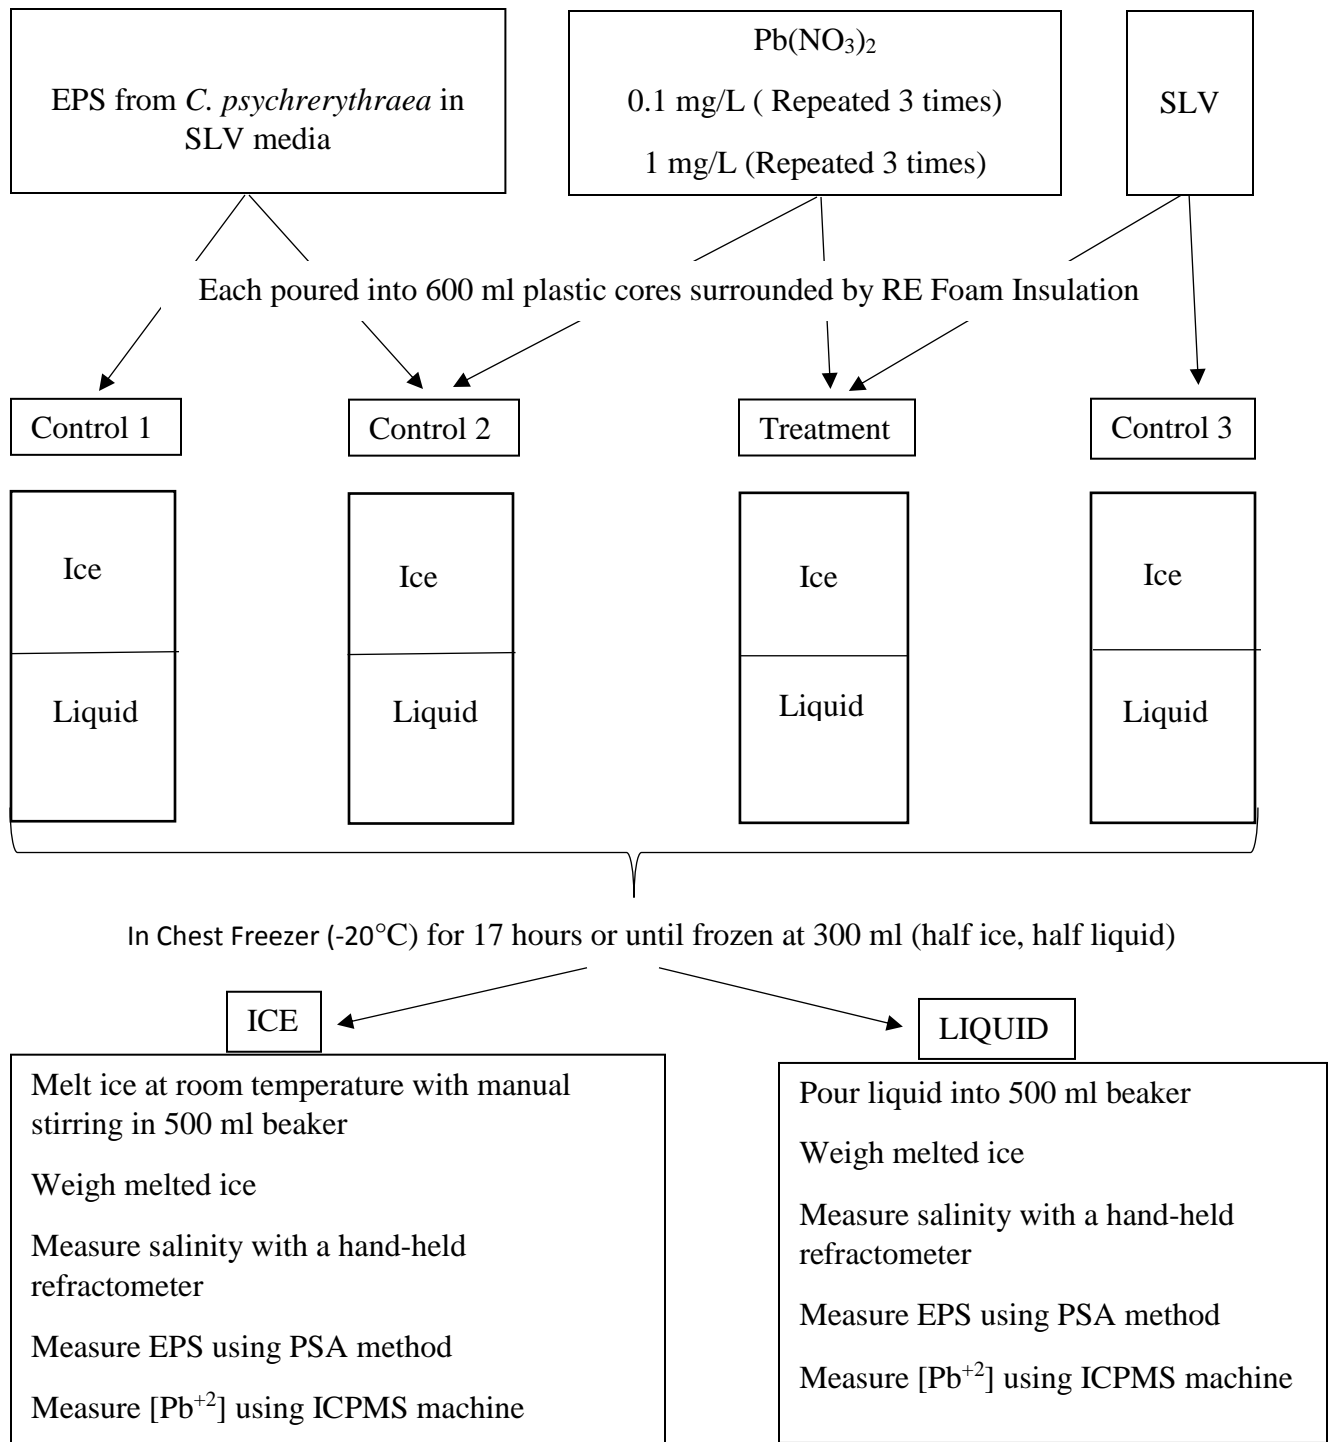 EPS from C. psychrerythraea in
SLV media
Pb(NO₃)₂
0.1 mg/L ( Repeated 3 times)
1 mg/L (Repeated 3 times)
SLV
Each poured into 600 ml plastic cores surrounded by RE Foam Insulation
Control 1
Control 2
Treatment
Control 3
Ice
Ice
Ice
Ice
Liquid
Liquid
Liquid
Liquid
In Chest Freezer (-20°C) for 17 hours or until frozen at 300 ml (half ice, half liquid)
ICE
Melt ice at room temperature with manual
stirring in 500 ml beaker
Weigh melted ice
Measure salinity with a hand-held
refractometer
Measure EPS using PSA method
Measure [Pb⁺²] using ICPMS machine
LIQUID
Pour liquid into 500 ml beaker
Weigh melted ice
Measure salinity with a hand-held
refractometer
Measure EPS using PSA method
Measure [Pb⁺²] using ICPMS machine